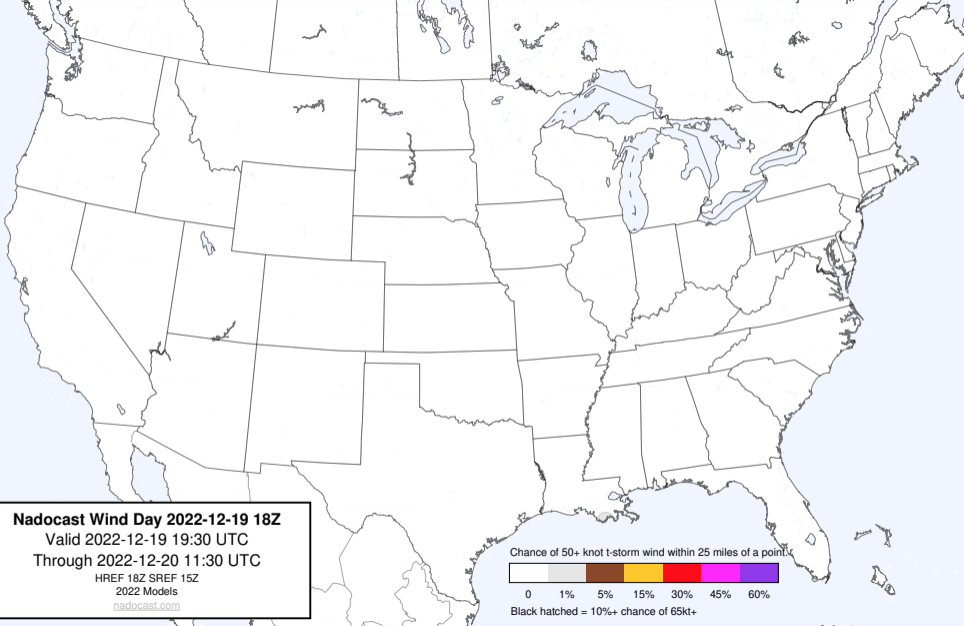 Nadocast Wind Day 2022-12-19 18Z
Valid 2022-12-19 19:30 UTC
Through 2022-12-20 11:30 UTC
HREF 18Z SREF 15Z
2022 Models
nadocast.com
Chance of 50+ knot t-storm wind within 25 miles of a point.
0 1% 5% 15% 30% 45% 60%
Black hatched = 10%+ chance of 65kt+